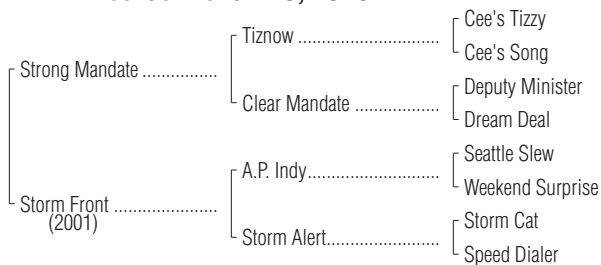 Cee's Tizzy
Tiznow ................................
Cee's Song
Strong Mandate ................
Deputy Minister
Clear Mandate ..................
Dream Deal
Seattle Slew
A.P. Indy..............................
Weekend Surprise
Storm Front ......................
(2001)
Storm Cat
Storm Alert.........................
Speed Dialer